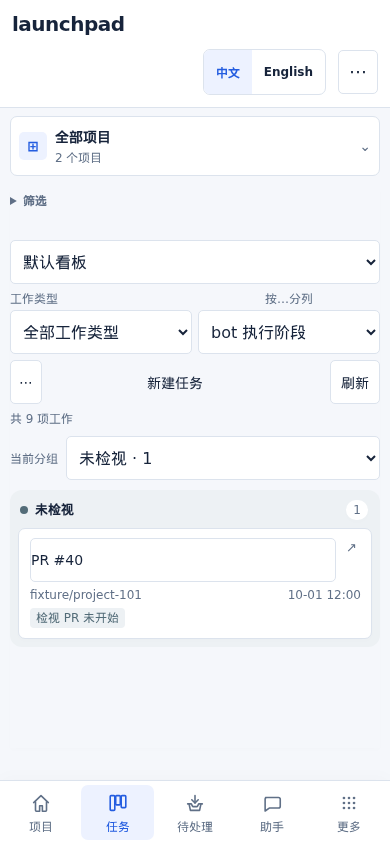 launchpad
中文 English ⋯
全部项目
2 个项目
筛选
默认看板
工作类型 按…分列
全部工作类型 bot 执行阶段
⋯ 新建任务 刷新
共 9 项工作
当前分组 未检视 · 1
未检视 1
PR #40 ↗
fixture/project-101 10-01 12:00
检视 PR 未开始
项目 任务 待处理 助手 更多